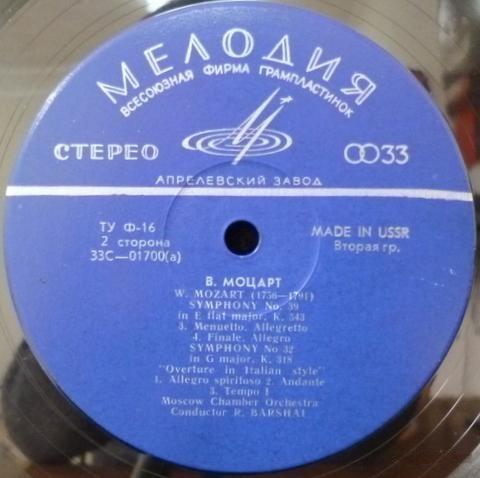 МЕЛОДИЯ
ВСЕСОЮЗНАЯ ФИРМА ГРАМПЛАСТИНОК
СТЕРЕО 33
АПРЕЛЕВСКИЙ ЗАВОД
ТУ Ф-16
2 сторона
33С—01700(а)
MADE IN USSR
Вторая гр.
В. МОЦАРТ
W. MOZART (1756—1791)
SYMPHONY No. 39
in E flat major, K. 543
3. Menuetto. Allegretto
4. Finale. Allegro
SYMPHONY No 32
in G major, K. 318
"Overture in Italian style"
1. Allegro spiritoso 2. Andante
3. Tempo I
Moscow Chamber Orchestra
Conductor R. BARSHAI